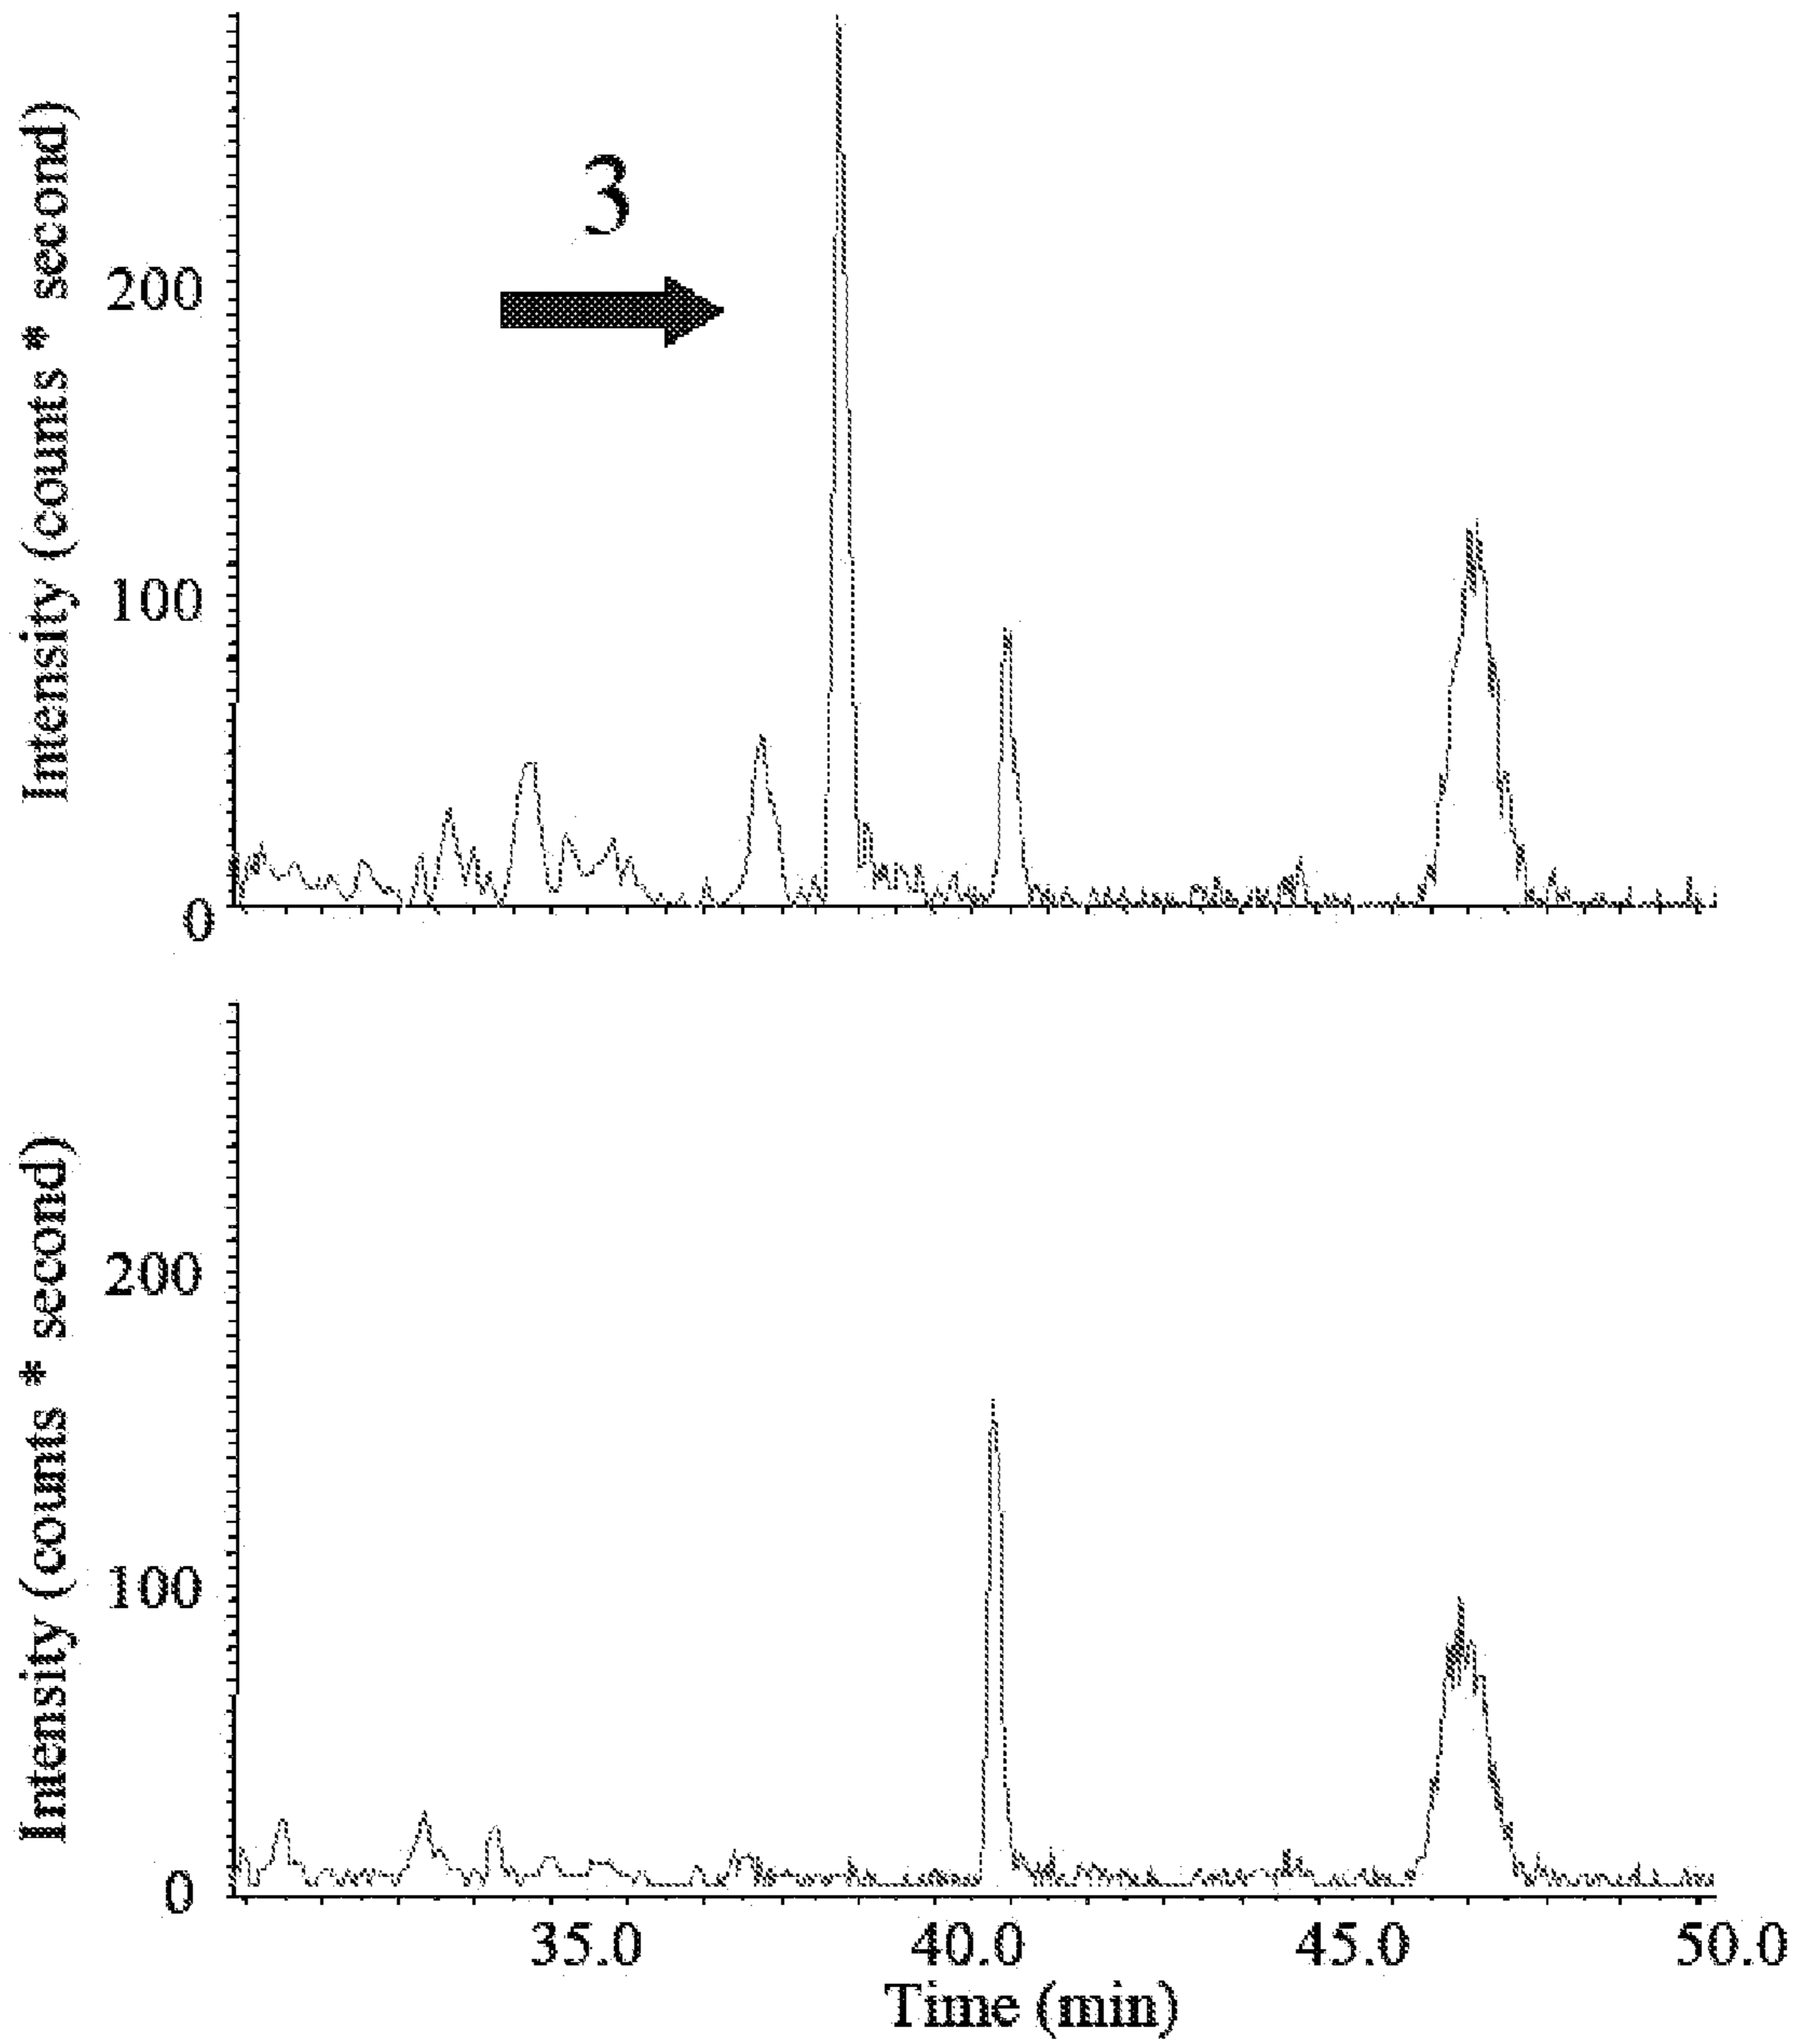 Intensity (counts * second)
3
200
100
0
Intensity (counts * second)
200
100
0
35.0 40.0 45.0 50.0
Time (min)